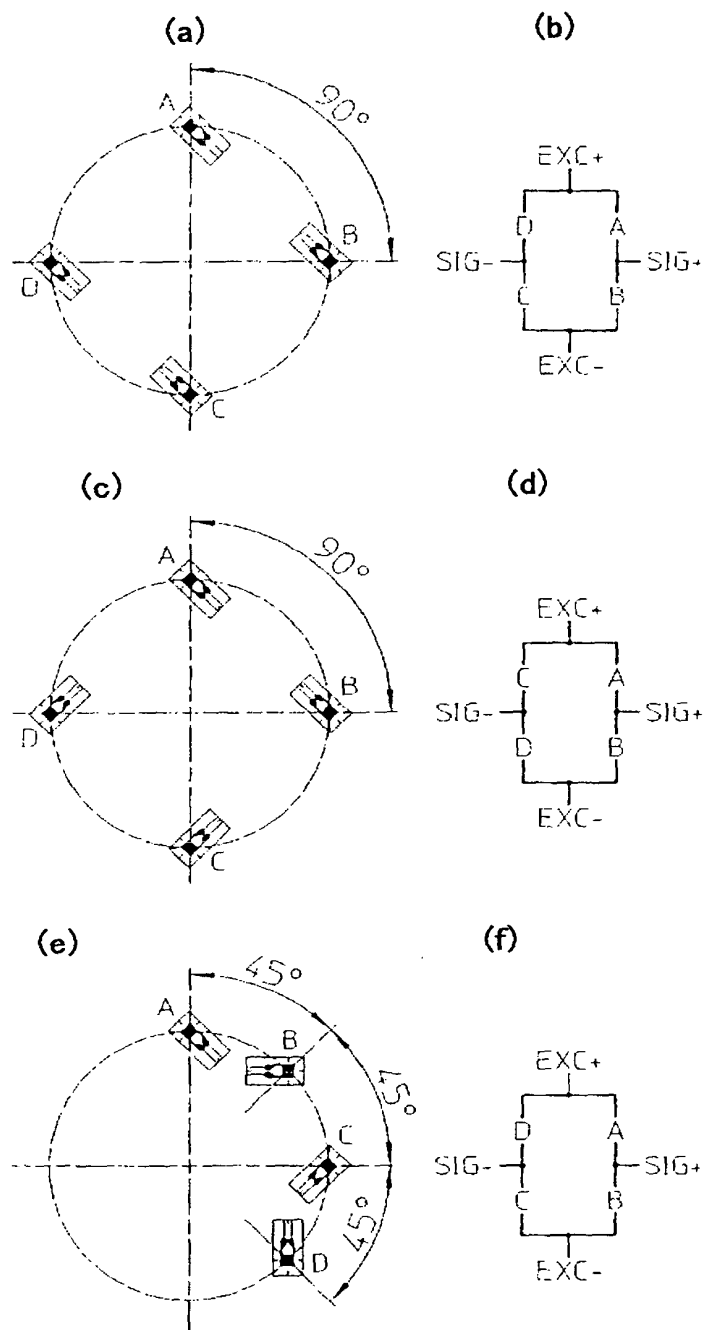 (a) (b)
A 90°
EXC+
D A
B
SIG- SIG+
D
C B
EXC-
C
(c) (d)
A 90°
EXC+
C A
B
SIG- SIG+
D
D B
EXC-
C
(e) (f)
45°
A
B
EXC+
45°
D A
C
SIG- SIG+
C B
45°
D
EXC-